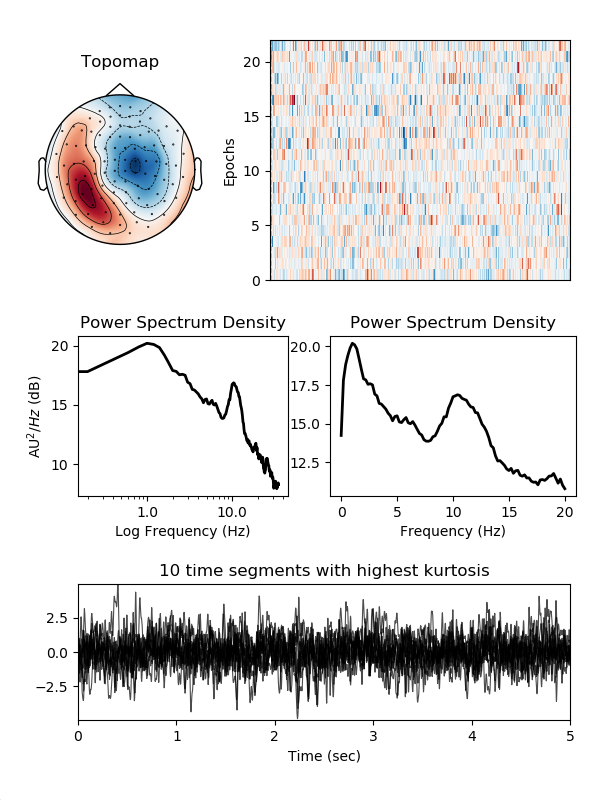 Topomap
Epochs
20
15
10
5
0
Power Spectrum Density
AU²/Hz (dB)
20
15
10
1.0 10.0
Log Frequency (Hz)
Power Spectrum Density
20.0
17.5
15.0
12.5
0 5 10 15 20
Frequency (Hz)
10 time segments with highest kurtosis
2.5
0.0
−2.5
0 1 2 3 4 5
Time (sec)